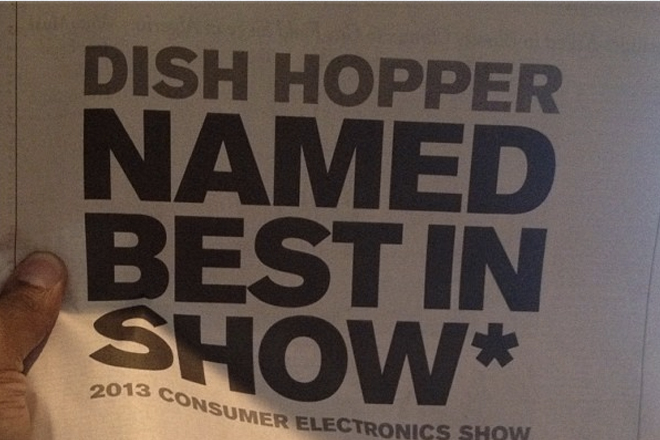 DISH HOPPER
NAMED
BEST IN
SHOW*
2013 CONSUMER ELECTRONICS SHOW